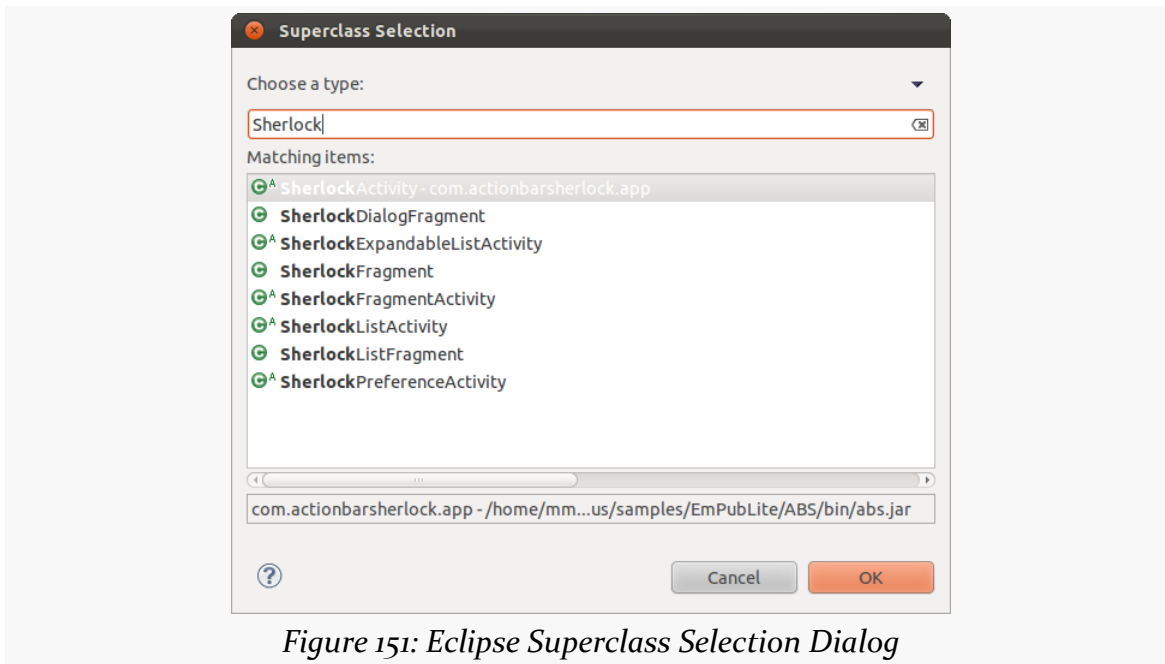 Superclass Selection
Choose a type:
Sherlock
Matching items:
SherlockActivity - com.actionbarsherlock.app
SherlockDialogFragment
SherlockExpandableListActivity
SherlockFragment
SherlockFragmentActivity
SherlockListActivity
SherlockListFragment
SherlockPreferenceActivity
com.actionbarsherlock.app - /home/mm...us/samples/EmPubLite/ABS/bin/abs.jar
Cancel OK
Figure 151: Eclipse Superclass Selection Dialog